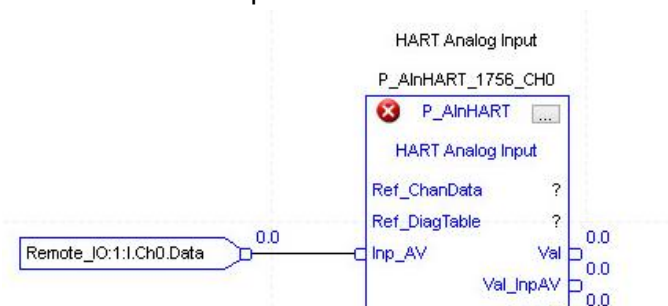 HART Analog Input
P_AInHART_1756_CH0
P_AInHART ...
HART Analog Input
Ref_ChanData ?
Ref_DiagTable ?
Remote_IO:1:I.Ch0.Data 0.0 Inp_AV Val 0.0
Val_InpAV 0.0
0.0